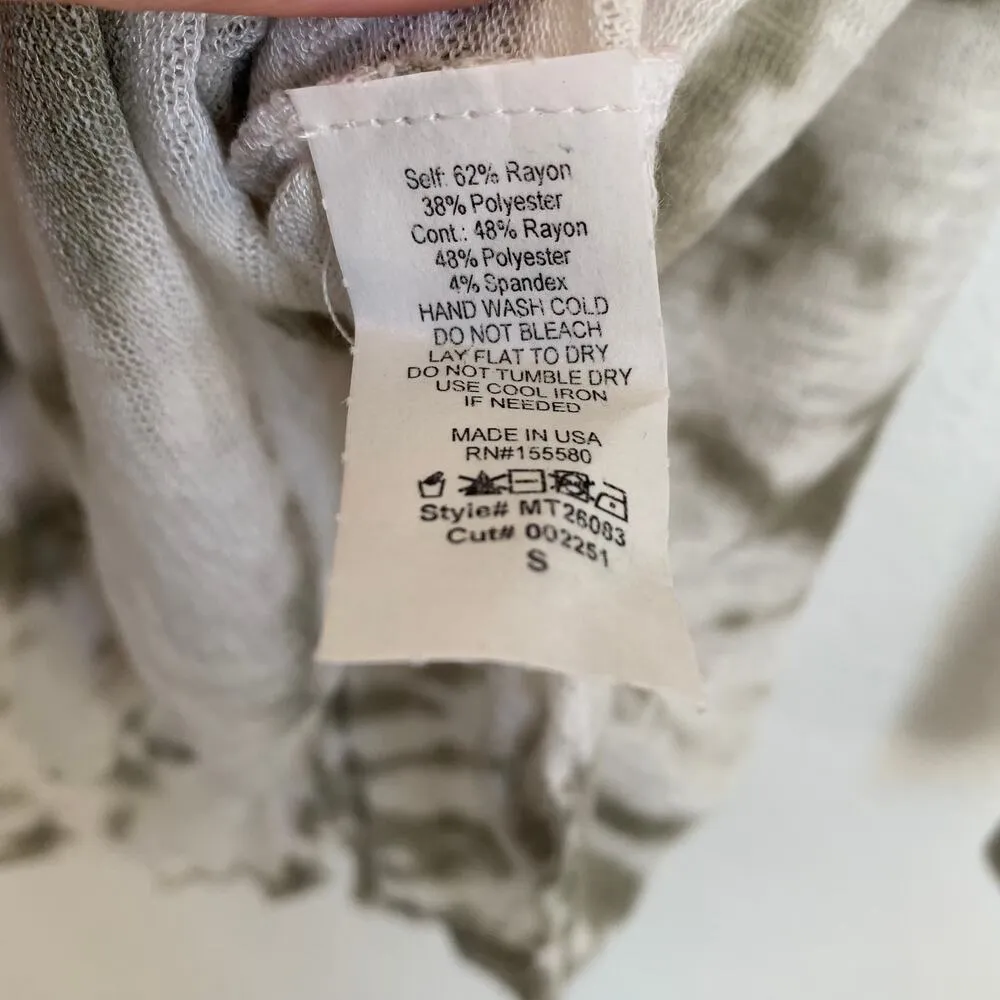 Self: 62% Rayon
38% Polyester
Cont.: 48% Rayon
48% Polyester
4% Spandex
HAND WASH COLD
DO NOT BLEACH
LAY FLAT TO DRY
DO NOT TUMBLE DRY
USE COOL IRON
IF NEEDED
MADE IN USA
RN#155580
Style# MT26083
Cut# 002251
S